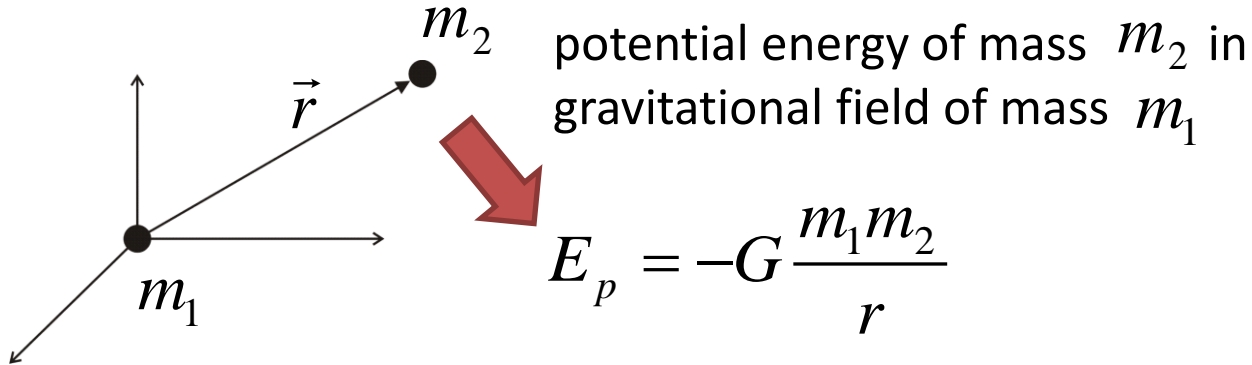 m₂
r⃗
m₁
potential energy of mass m₂ in
gravitational field of mass m₁
Eₚ = −G m₁m₂ / r